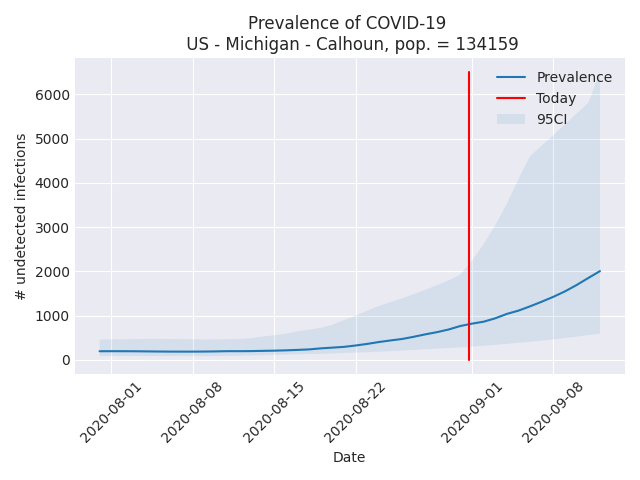 Prevalence of COVID-19
US - Michigan - Calhoun, pop. = 134159
Prevalence
Today
95CI
# undetected infections
6000
5000
4000
3000
2000
1000
0
2020-08-01
2020-08-08
2020-08-15
2020-08-22
2020-09-01
2020-09-08
Date